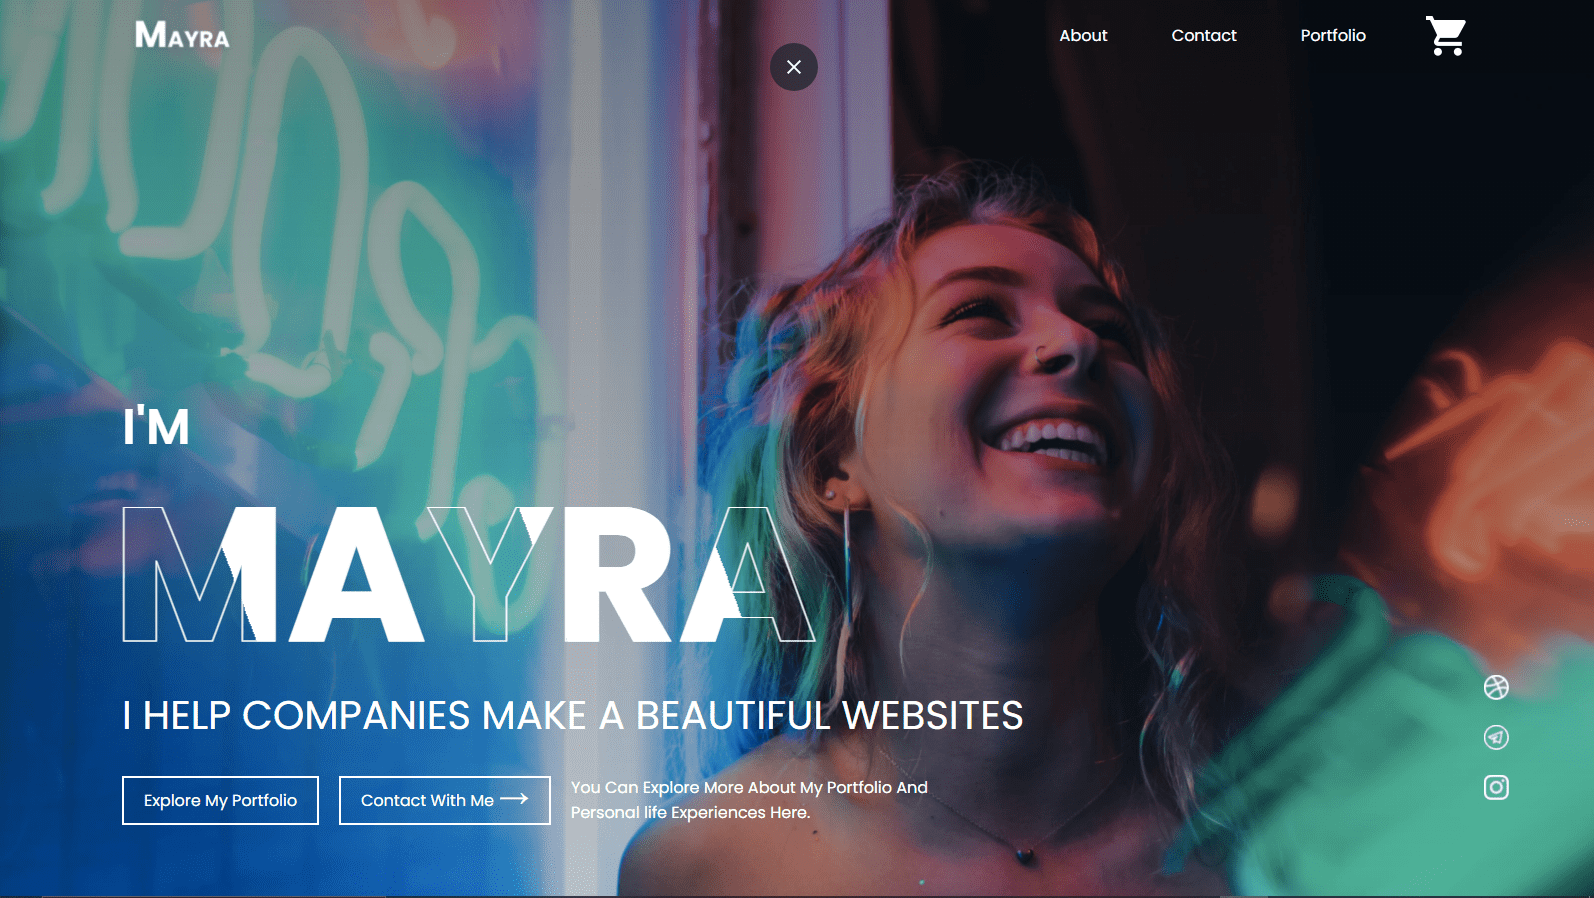 MAYRA
About
Contact
Portfolio
I'M
MAYRA
I HELP COMPANIES MAKE A BEAUTIFUL WEBSITES
Explore My Portfolio
Contact With Me
You Can Explore More About My Portfolio And
Personal life Experiences Here.